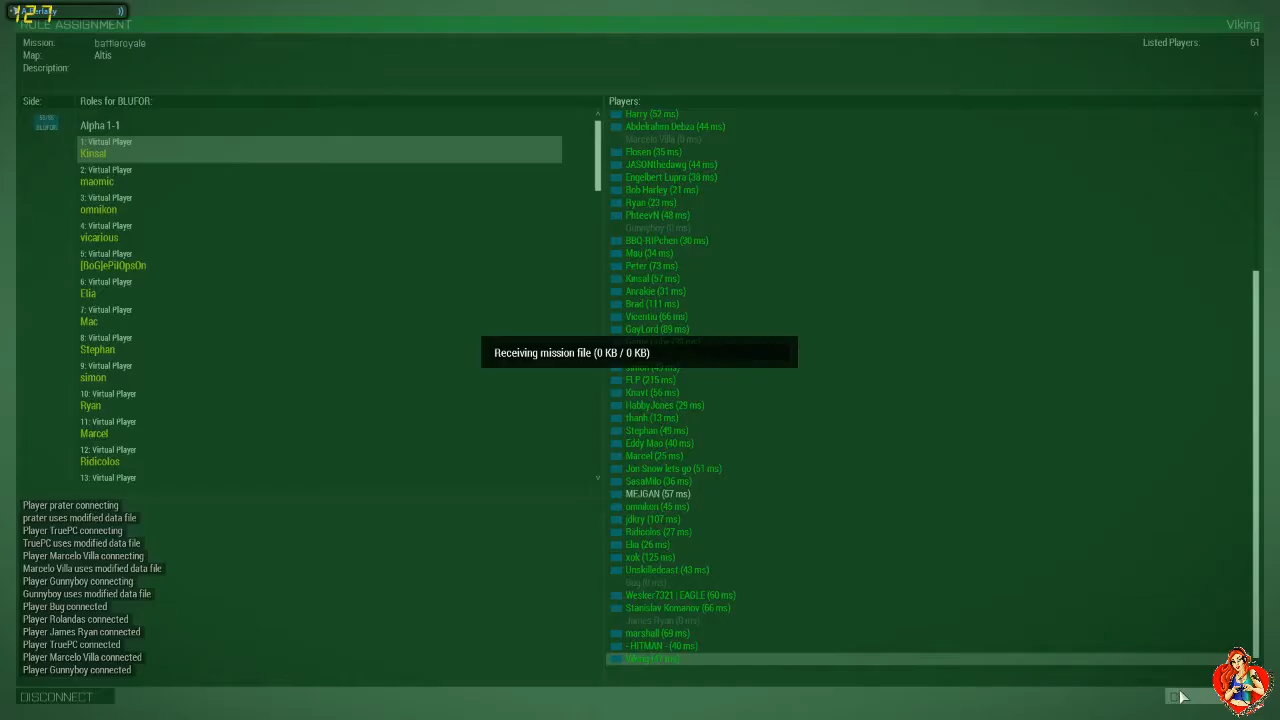 127
ROLE ASSIGNMENT
Viking
Mission: battleroyale
Listed Players: 61
Map: Altis
Description:
Side:
Roles for BLUFOR:
Players:
BLUFOR
Alpha 1-1
1: Virtual Player
Kinsal
2: Virtual Player
maomic
3: Virtual Player
omnikon
4: Virtual Player
vicarious
5: Virtual Player
[BoG]ePilOpsOn
6: Virtual Player
Elia
7: Virtual Player
Mac
8: Virtual Player
Stephan
9: Virtual Player
simon
10: Virtual Player
Ryan
11: Virtual Player
Marcel
12: Virtual Player
Ridicolos
13: Virtual Player
Harry (52 ms)
Abdelrahim Debza (44 ms)
Marcelo Villa (0 ms)
Flosen (35 ms)
JASONthedawg (44 ms)
Engelbert Lupra (38 ms)
Bob Harley (21 ms)
Ryan (23 ms)
PhteevN (48 ms)
Gunnyboy (0 ms)
BBQ-RIPchen (30 ms)
Mau (34 ms)
Peter (73 ms)
Kinsal (57 ms)
Anrakie (31 ms)
Brad (111 ms)
Vicentiu (66 ms)
GayLord (89 ms)
Receiving mission file (0 KB / 0 KB)
FLP (215 ms)
Knavt (56 ms)
HabbyJones (29 ms)
thanh (13 ms)
Stephan (49 ms)
Eddy Mao (40 ms)
Marcel (25 ms)
Jon Snow lets go (51 ms)
SasaMilo (36 ms)
MEJGAN (57 ms)
omnikon (45 ms)
jdkry (107 ms)
Ridicolos (27 ms)
Elia (26 ms)
xok (125 ms)
Unskilledcast (43 ms)
Bug (0 ms)
Wesker7321 | EAGLE (60 ms)
Stanislav Komanov (66 ms)
James Ryan (0 ms)
marshall (69 ms)
- HITMAN - (40 ms)
Player prater connecting
prater uses modified data file
Player TruePC connecting
TruePC uses modified data file
Player Marcelo Villa connecting
Marcelo Villa uses modified data file
Player Gunnyboy connecting
Gunnyboy uses modified data file
Player Bug connected
Player Rolandas connected
Player James Ryan connected
Player TruePC connected
Player Marcelo Villa connected
Player Gunnyboy connected
DISCONNECT